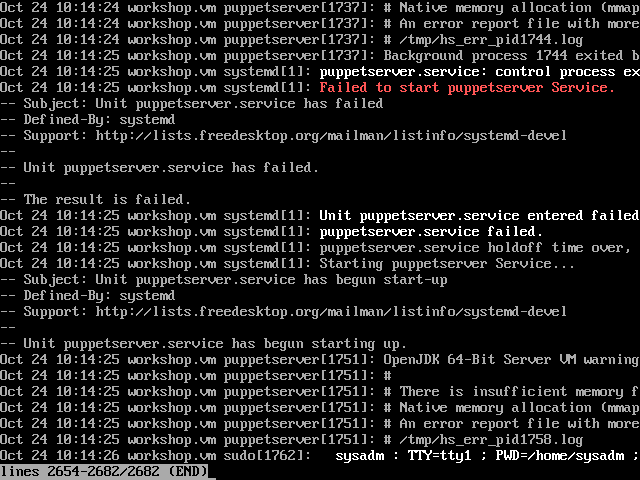 Oct 24 10:14:24 workshop.vm puppetserver[1737]: # Native memory allocation (mmap
Oct 24 10:14:24 workshop.vm puppetserver[1737]: # An error report file with more
Oct 24 10:14:24 workshop.vm puppetserver[1737]: # /tmp/hs_err_pid1744.log
Oct 24 10:14:25 workshop.vm puppetserver[1737]: Background process 1744 exited b
Oct 24 10:14:25 workshop.vm systemd[1]: puppetserver.service: control process ex
Oct 24 10:14:25 workshop.vm systemd[1]: Failed to start puppetserver Service.
-- Subject: Unit puppetserver.service has failed
-- Defined-By: systemd
-- Support: http://lists.freedesktop.org/mailman/listinfo/systemd-devel
--
-- Unit puppetserver.service has failed.
--
-- The result is failed.
Oct 24 10:14:25 workshop.vm systemd[1]: Unit puppetserver.service entered failed
Oct 24 10:14:25 workshop.vm systemd[1]: puppetserver.service failed.
Oct 24 10:14:25 workshop.vm systemd[1]: puppetserver.service holdoff time over,
Oct 24 10:14:25 workshop.vm systemd[1]: Starting puppetserver Service...
-- Subject: Unit puppetserver.service has begun start-up
-- Defined-By: systemd
-- Support: http://lists.freedesktop.org/mailman/listinfo/systemd-devel
--
-- Unit puppetserver.service has begun starting up.
Oct 24 10:14:25 workshop.vm puppetserver[1751]: OpenJDK 64-Bit Server VM warning
Oct 24 10:14:25 workshop.vm puppetserver[1751]: #
Oct 24 10:14:25 workshop.vm puppetserver[1751]: # There is insufficient memory f
Oct 24 10:14:25 workshop.vm puppetserver[1751]: # Native memory allocation (mmap
Oct 24 10:14:25 workshop.vm puppetserver[1751]: # An error report file with more
Oct 24 10:14:25 workshop.vm puppetserver[1751]: # /tmp/hs_err_pid1758.log
Oct 24 10:14:26 workshop.vm sudo[1762]:   sysadm : TTY=tty1 ; PWD=/home/sysadm ;
lines 2654-2682/2682 (END)